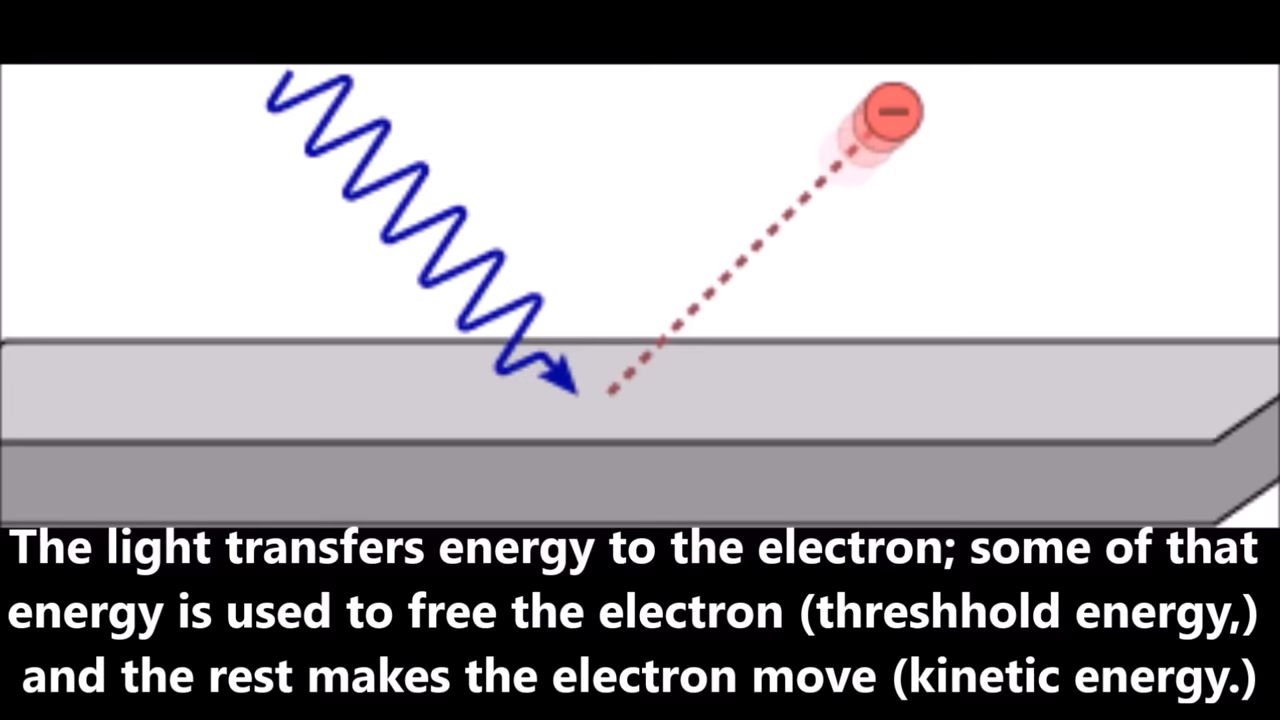 The light transfers energy to the electron; some of that
energy is used to free the electron (threshhold energy,)
and the rest makes the electron move (kinetic energy.)